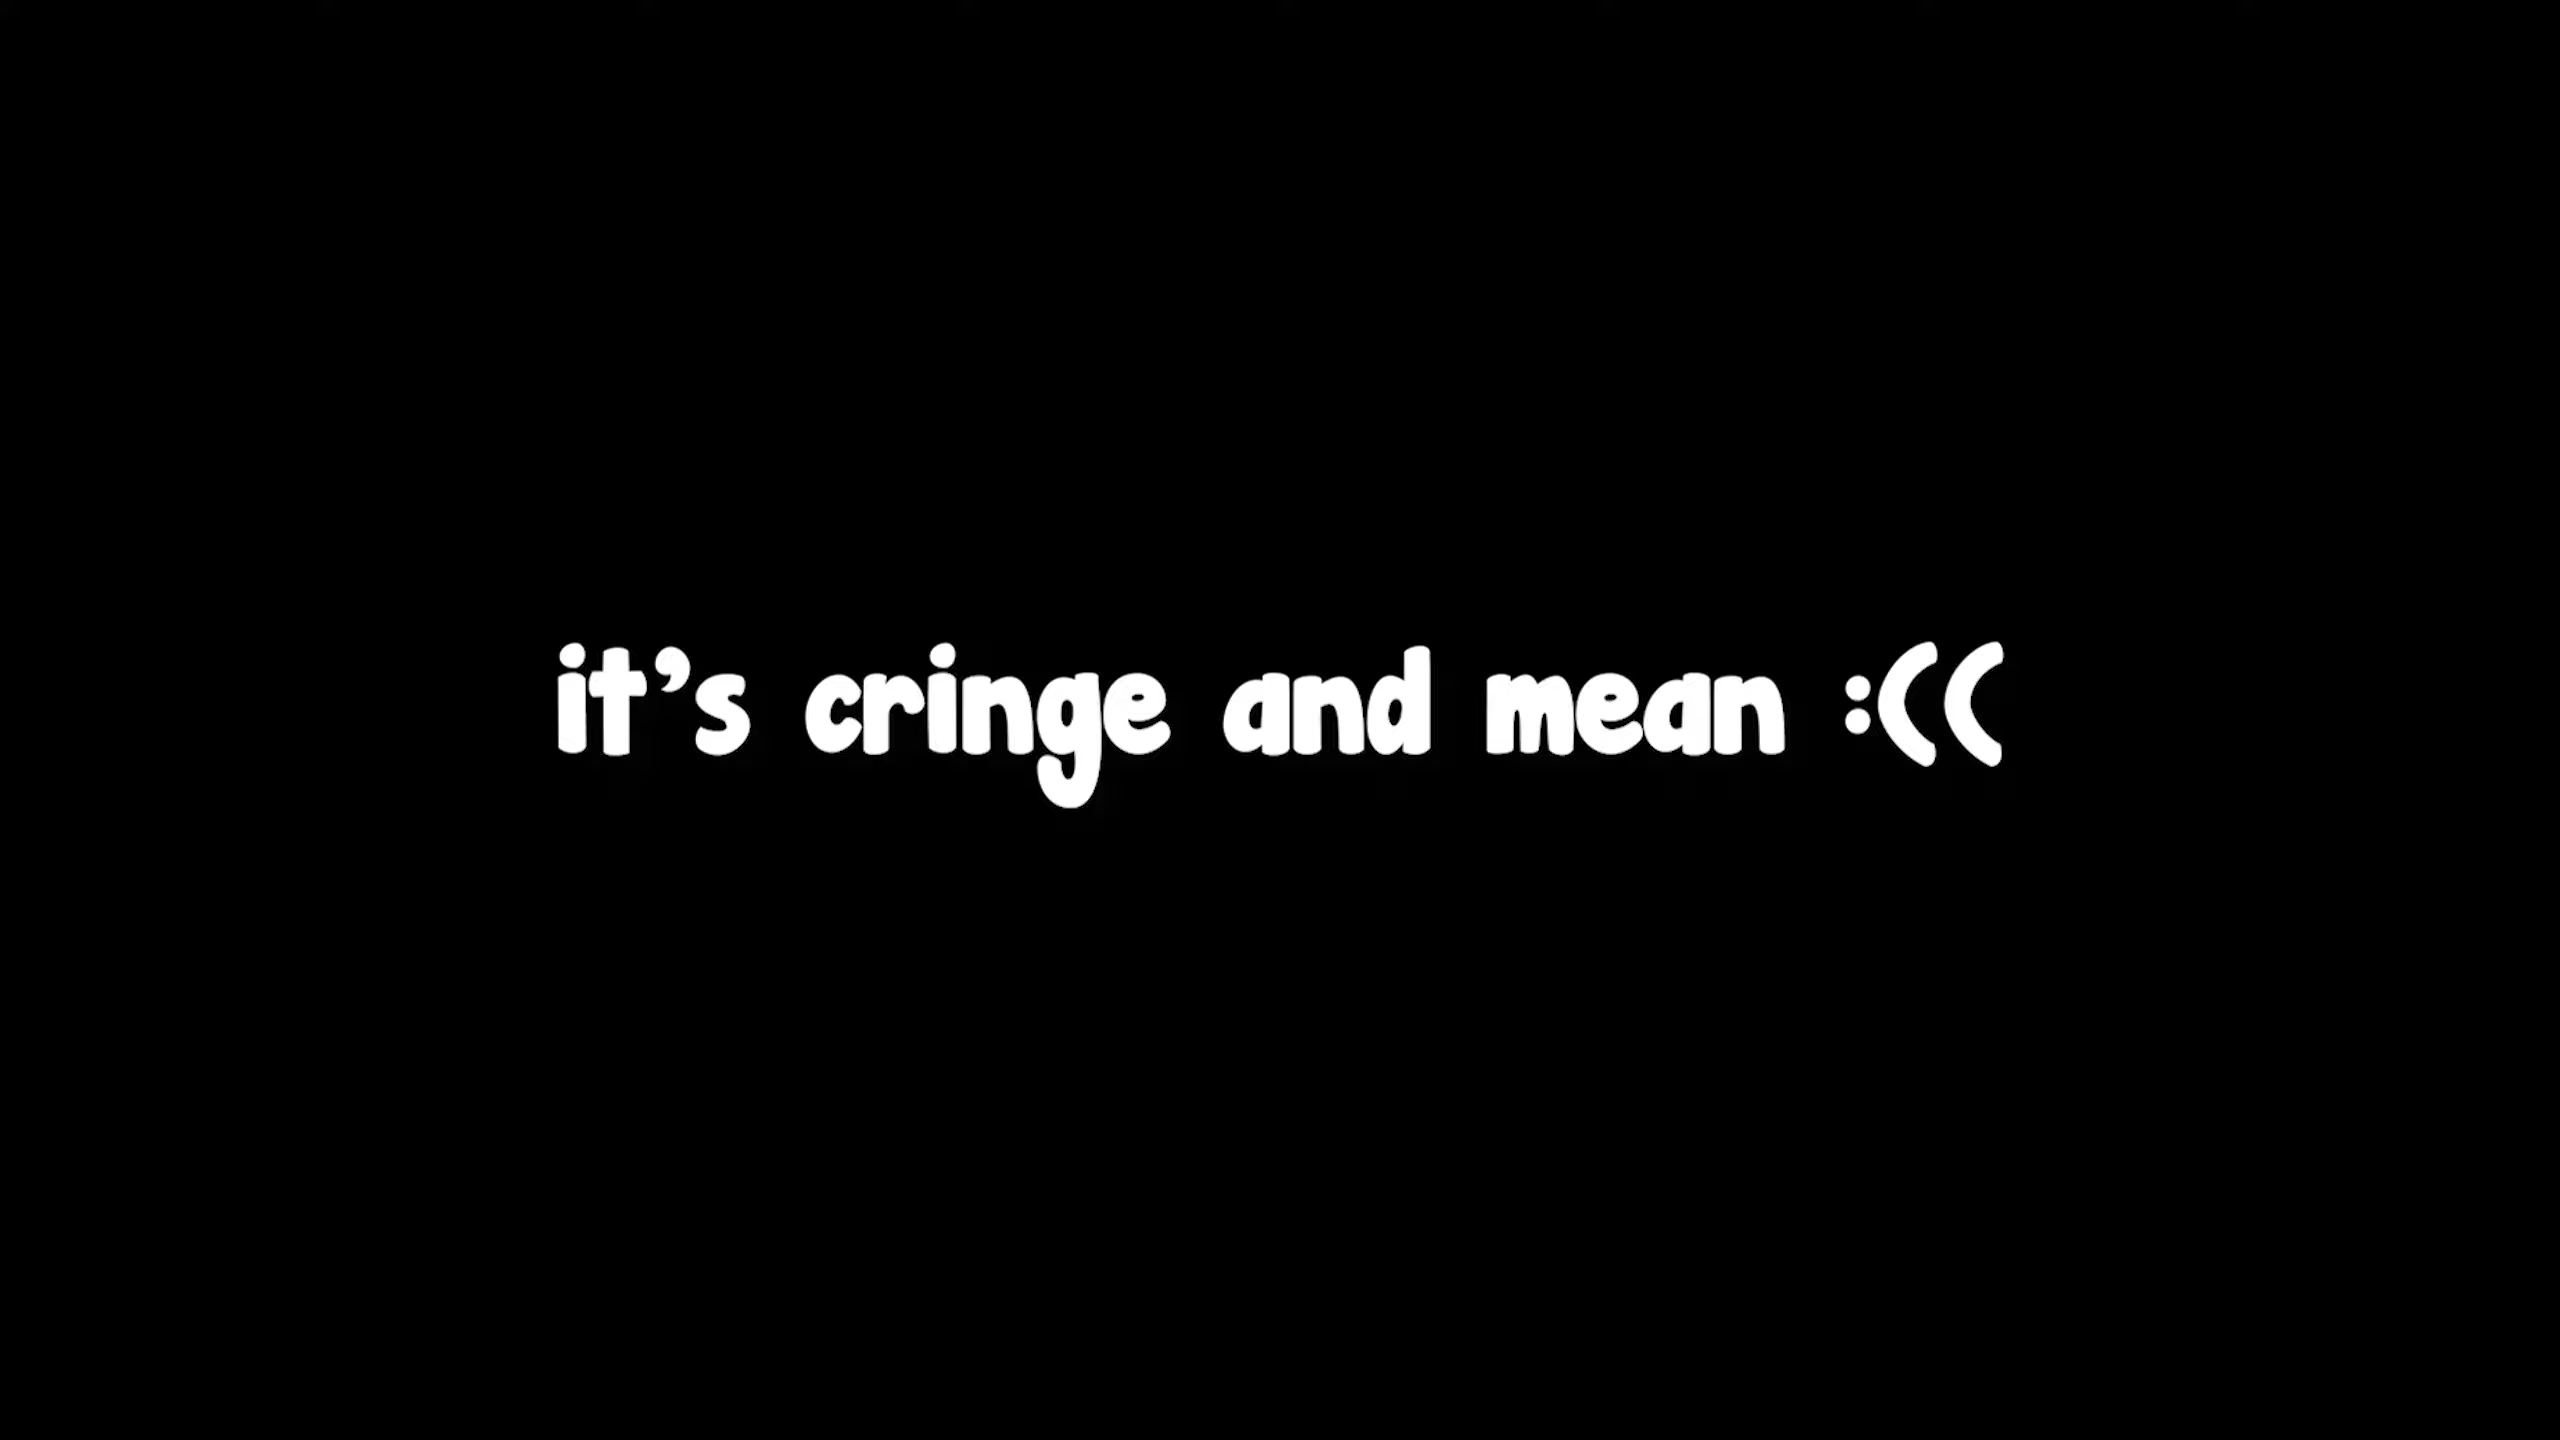 it’s cringe and mean :((